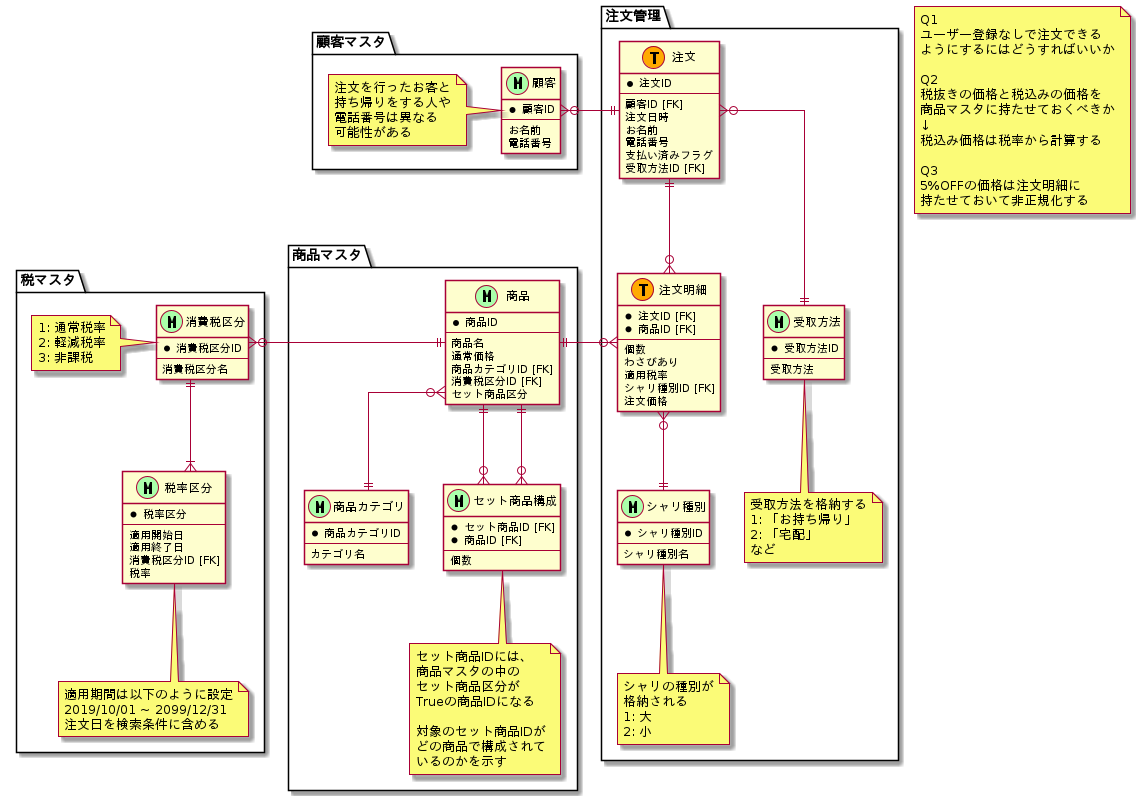 注文管理
注文
注文ID
顧客ID [FK]
注文日時
お名前
電話番号
支払い済みフラグ
受取方法ID [FK]
顧客マスタ
顧客
顧客ID
お名前
電話番号
注文を行ったお客と
持ち帰りをする人や
電話番号は異なる
可能性がある
Q1
ユーザー登録なしで注文できる
ようにするにはどうすればいいか
Q2
税抜きの価格と税込みの価格を
商品マスタに持たせておくべきか
↓
税込み価格は税率から計算する
Q3
5%OFFの価格は注文明細に
持たせておいて非正規化する
税マスタ
1: 通常税率
2: 軽減税率
3: 非課税
消費税区分
消費税区分ID
消費税区分名
税率区分
税率区分
適用開始日
適用終了日
消費税区分ID [FK]
税率
適用期間は以下のように設定
2019/10/01 ~ 2099/12/31
注文日を検索条件に含める
商品マスタ
商品
商品ID
商品名
通常価格
商品カテゴリID [FK]
消費税区分ID [FK]
セット商品区分
商品カテゴリ
商品カテゴリID
カテゴリ名
セット商品構成
セット商品ID [FK]
商品ID [FK]
個数
セット商品IDには、
商品マスタの中の
セット商品区分が
Trueの商品IDになる
対象のセット商品IDが
どの商品で構成されて
いるのかを示す
注文明細
注文ID [FK]
商品ID [FK]
個数
わさびあり
適用税率
シャリ種別ID [FK]
注文価格
シャリ種別
シャリ種別ID
シャリ種別名
シャリの種別が
格納される
1: 大
2: 小
受取方法
受取方法ID
受取方法
受取方法を格納する
1: 「お持ち帰り」
2: 「宅配」
など